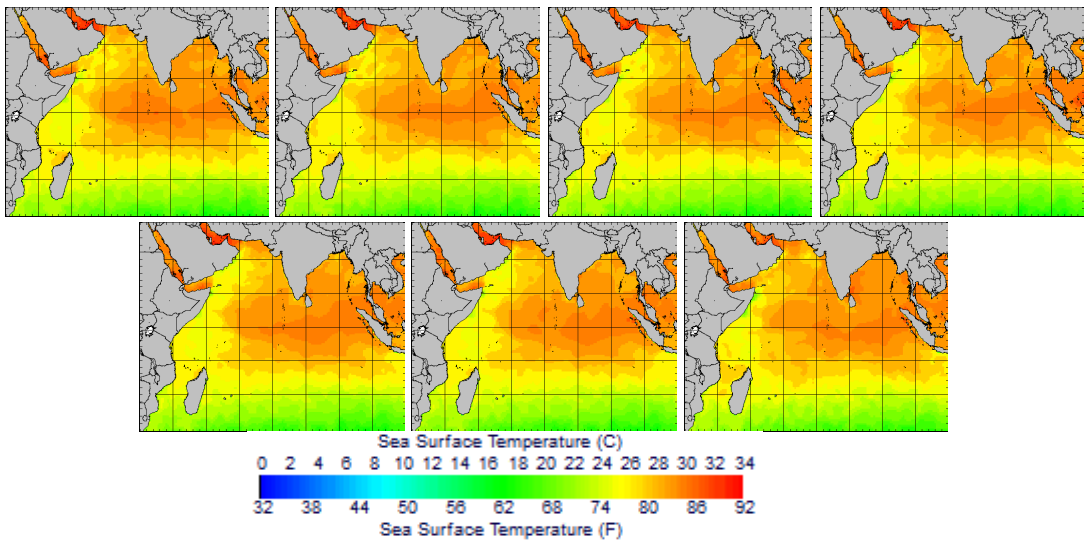 Sea Surface Temperature (C)
0 2 4 6 8 10 12 14 16 18 20 22 24 26 28 30 32 34
32 38 44 50 56 62 68 74 80 86 92
Sea Surface Temperature (F)